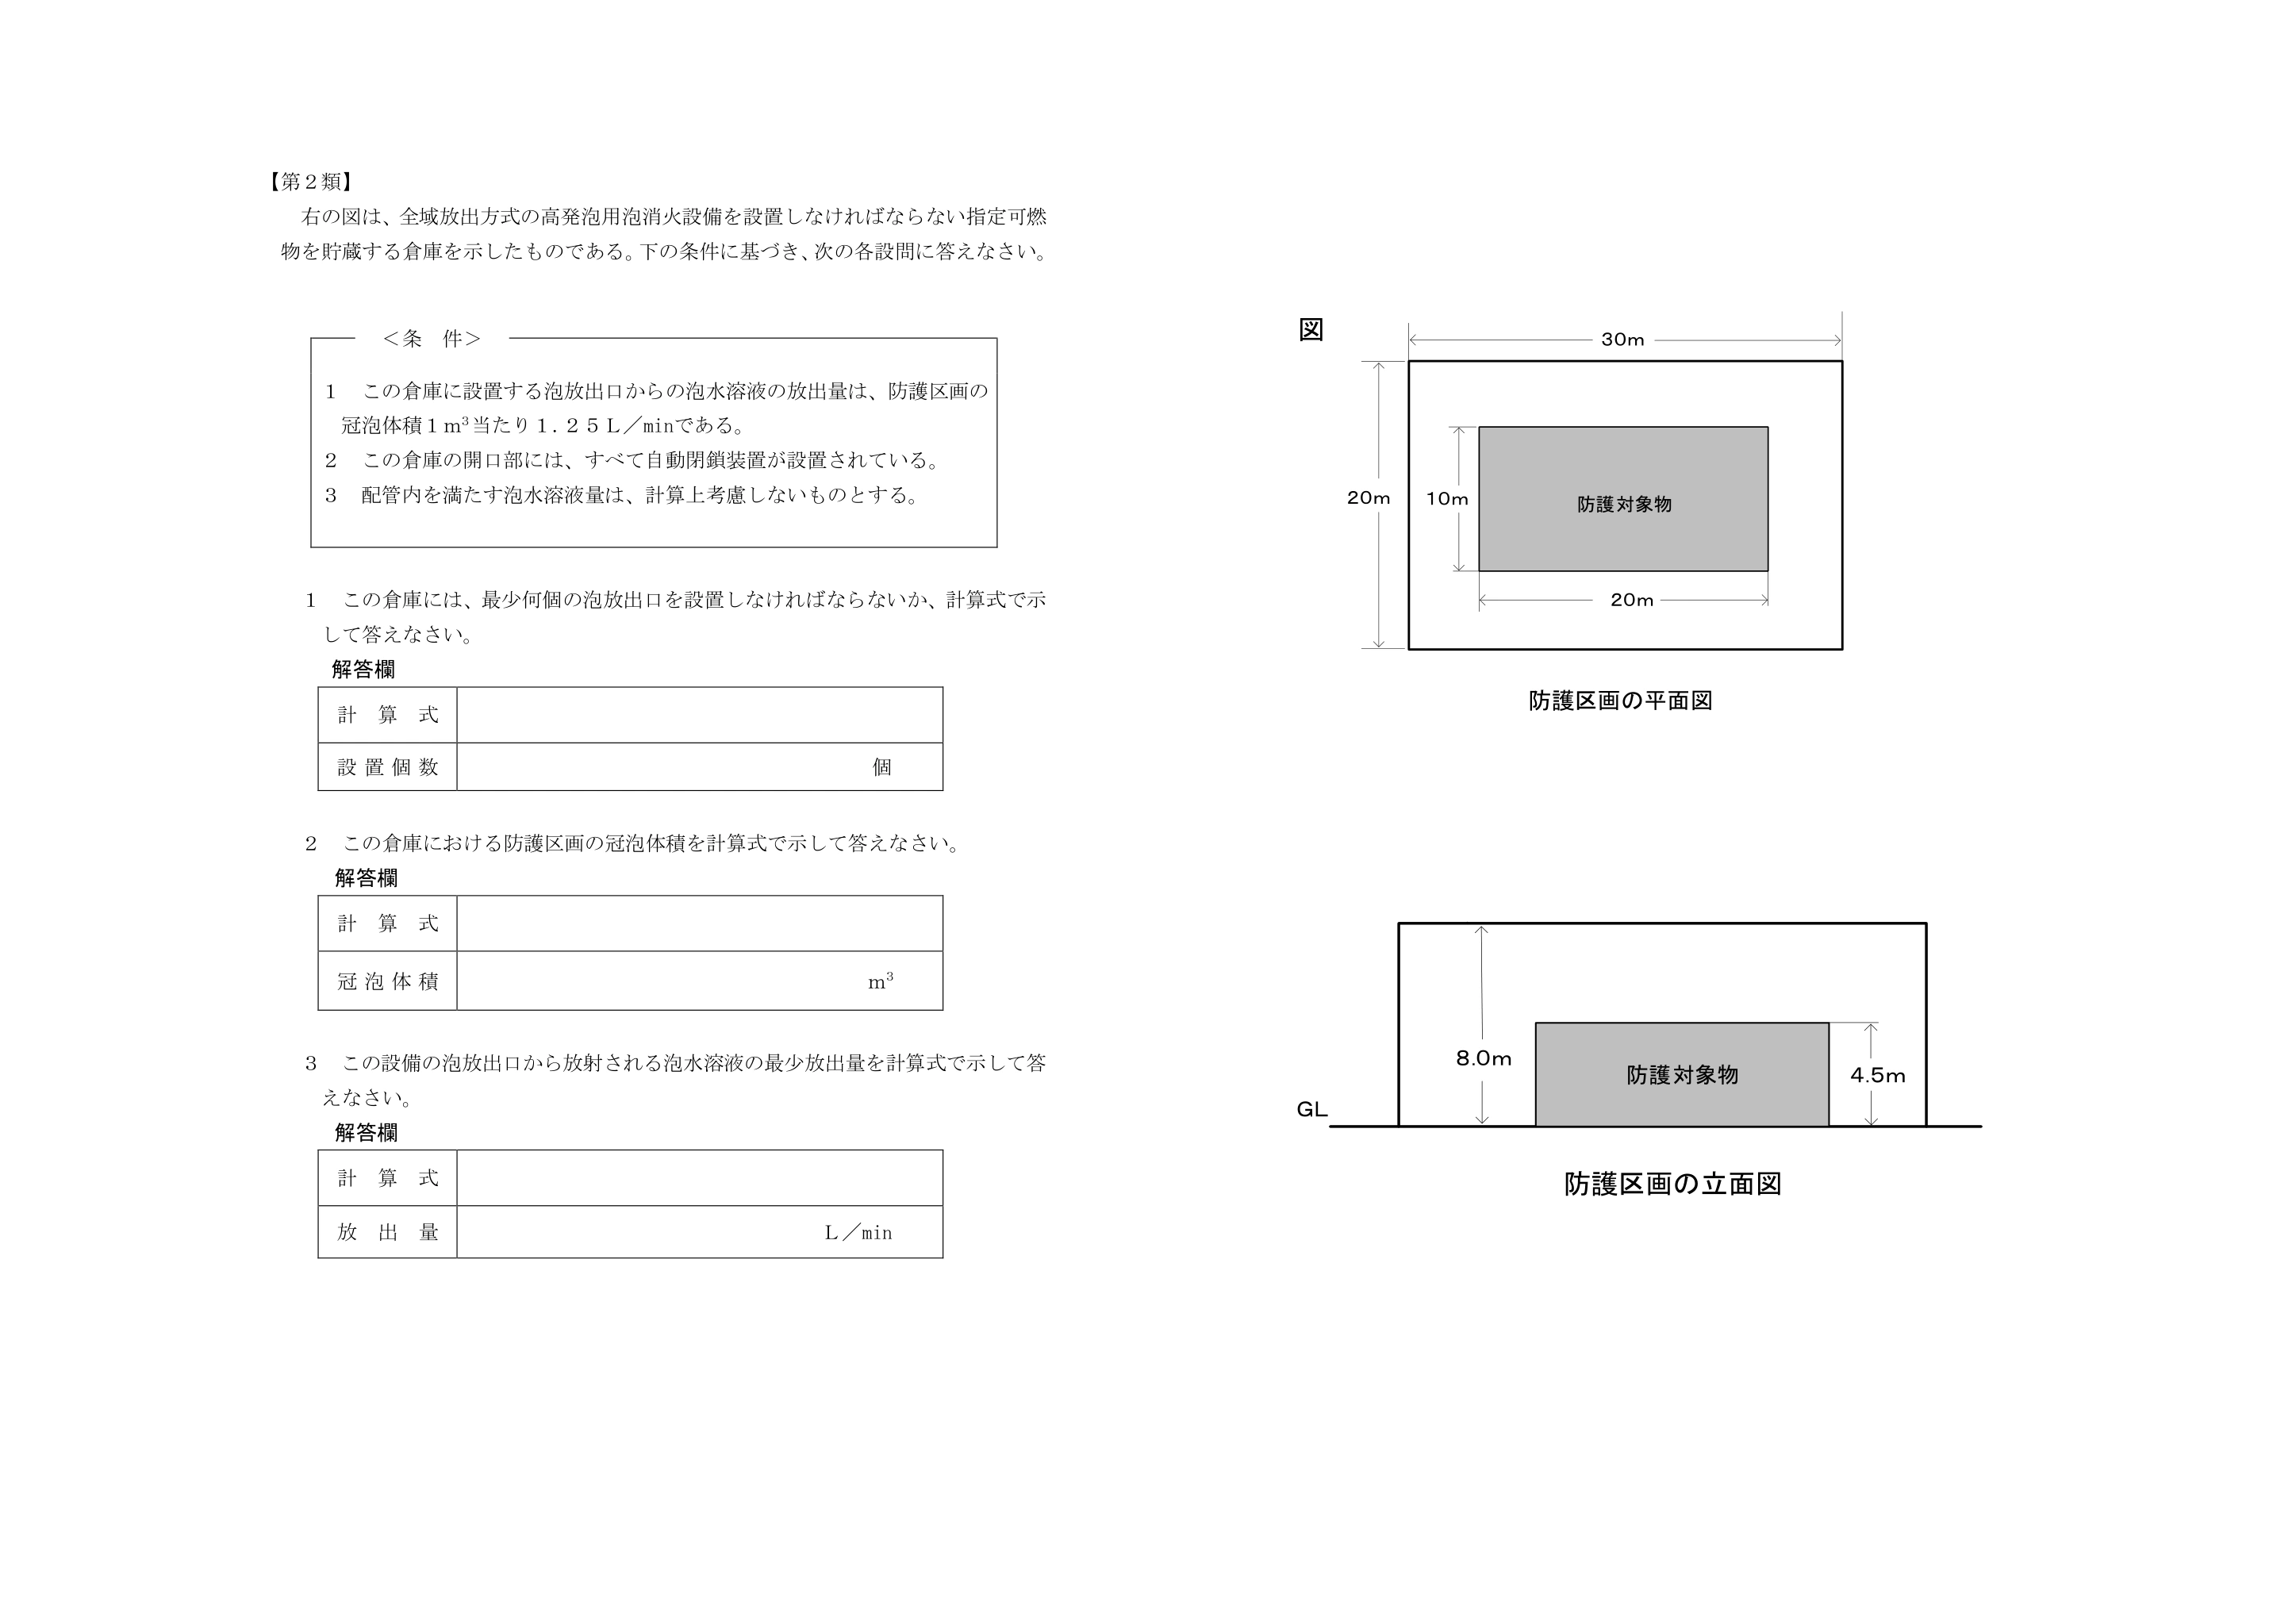 【第２類】
右の図は、全域放出方式の高発泡用泡消火設備を設置しなければならない指定可燃
物を貯蔵する倉庫を示したものである。下の条件に基づき、次の各設問に答えなさい。
＜条　件＞
1　この倉庫に設置する泡放出口からの泡水溶液の放出量は、防護区画の
冠泡体積１m³当たり１.２５Ｌ／minである。
2　この倉庫の開口部には、すべて自動閉鎖装置が設置されている。
3　配管内を満たす泡水溶液量は、計算上考慮しないものとする。
1　この倉庫には、最少何個の泡放出口を設置しなければならないか、計算式で示
して答えなさい。
解答欄
計　算　式
設置個数　個
2　この倉庫における防護区画の冠泡体積を計算式で示して答えなさい。
解答欄
計　算　式
冠泡体積　m³
3　この設備の泡放出口から放射される泡水溶液の最少放出量を計算式で示して答
えなさい。
解答欄
計　算　式
放　出　量　Ｌ／min
図
30m
20m
10m
防護対象物
20m
防護区画の平面図
8.0m
防護対象物
4.5m
GL
防護区画の立面図